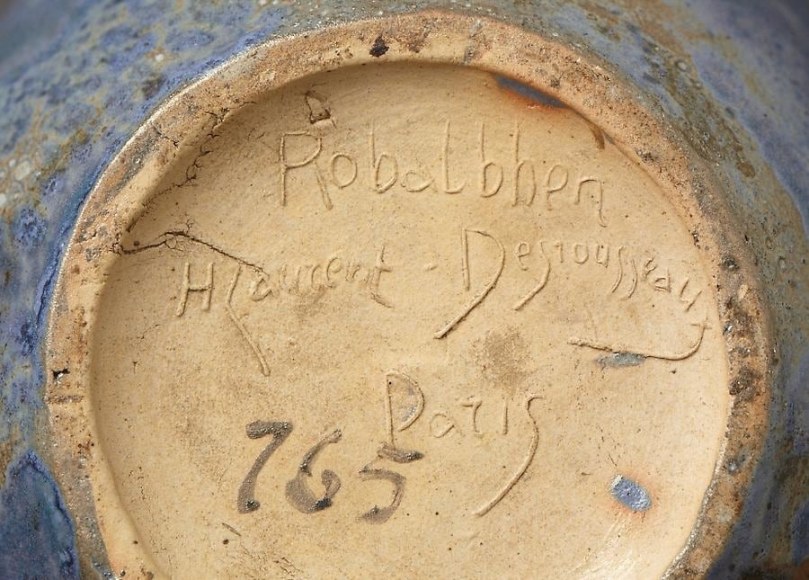 Robalbhen
H Laurent-Desrousseaux
Paris
765